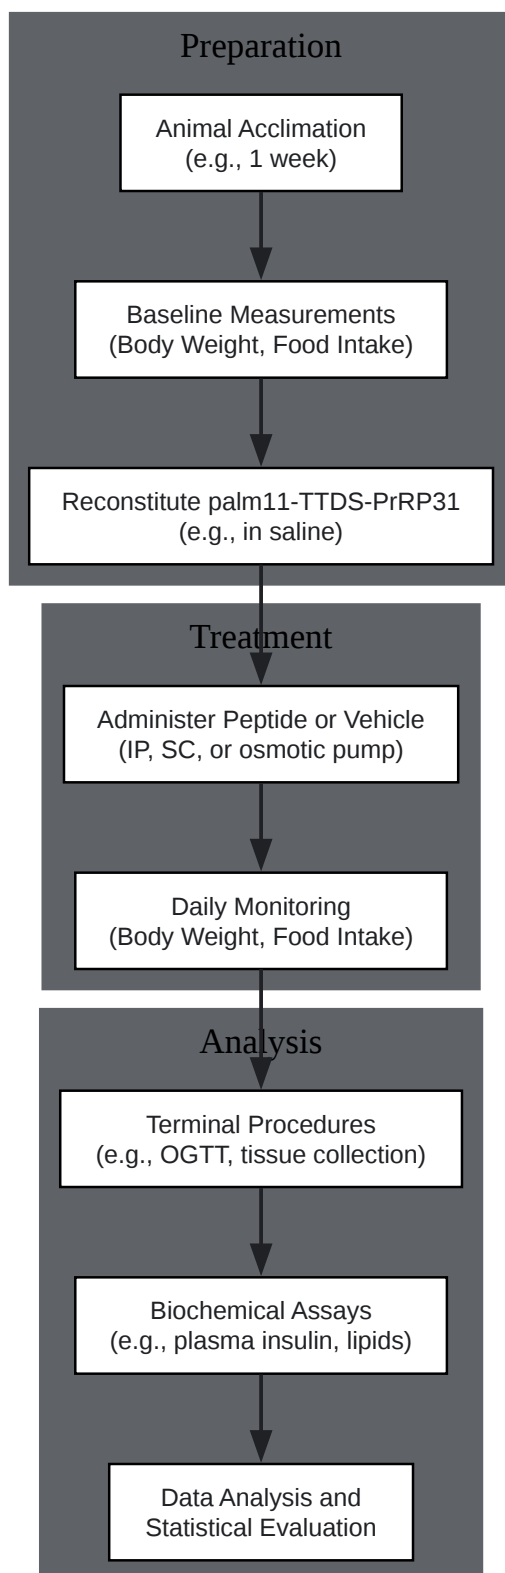 Preparation
Animal Acclimation
(e.g., 1 week)
Baseline Measurements
(Body Weight, Food Intake)
Reconstitute palm11-TTDS-PrRP31
(e.g., in saline)
Treatment
Administer Peptide or Vehicle
(IP, SC, or osmotic pump)
Daily Monitoring
(Body Weight, Food Intake)
Analysis
Terminal Procedures
(e.g., OGTT, tissue collection)
Biochemical Assays
(e.g., plasma insulin, lipids)
Data Analysis and
Statistical Evaluation